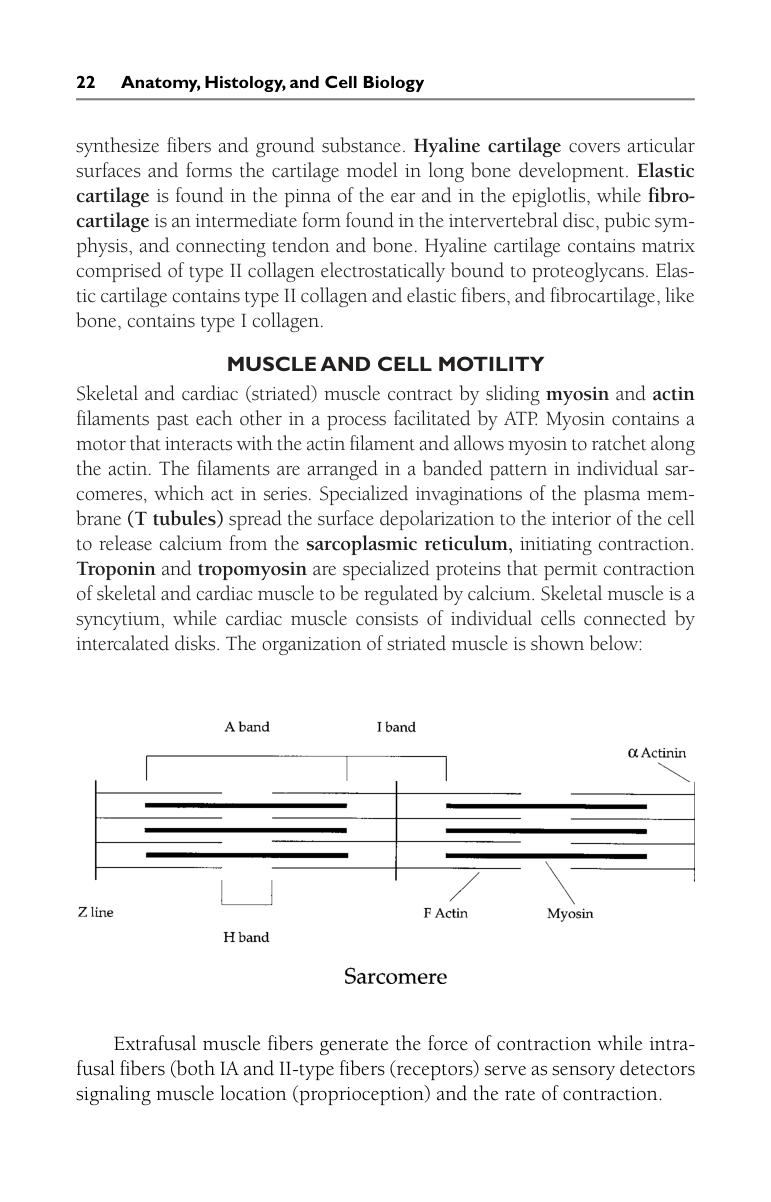 22 Anatomy, Histology, and Cell Biology
synthesize fibers and ground substance. Hyaline cartilage covers articular
surfaces and forms the cartilage model in long bone development. Elastic
cartilage is found in the pinna of the ear and in the epiglotlis, while fibro-
cartilage is an intermediate form found in the intervertebral disc, pubic sym-
physis, and connecting tendon and bone. Hyaline cartilage contains matrix
comprised of type II collagen electrostatically bound to proteoglycans. Elas-
tic cartilage contains type II collagen and elastic fibers, and fibrocartilage, like
bone, contains type I collagen.
MUSCLE AND CELL MOTILITY
Skeletal and cardiac (striated) muscle contract by sliding myosin and actin
filaments past each other in a process facilitated by ATP. Myosin contains a
motor that interacts with the actin filament and allows myosin to ratchet along
the actin. The filaments are arranged in a banded pattern in individual sar-
comeres, which act in series. Specialized invaginations of the plasma mem-
brane (T tubules) spread the surface depolarization to the interior of the cell
to release calcium from the sarcoplasmic reticulum, initiating contraction.
Troponin and tropomyosin are specialized proteins that permit contraction
of skeletal and cardiac muscle to be regulated by calcium. Skeletal muscle is a
syncytium, while cardiac muscle consists of individual cells connected by
intercalated disks. The organization of striated muscle is shown below:
A band I band
α Actinin
Z line F Actin Myosin
H band
Sarcomere
Extrafusal muscle fibers generate the force of contraction while intra-
fusal fibers (both IA and II-type fibers (receptors) serve as sensory detectors
signaling muscle location (proprioception) and the rate of contraction.